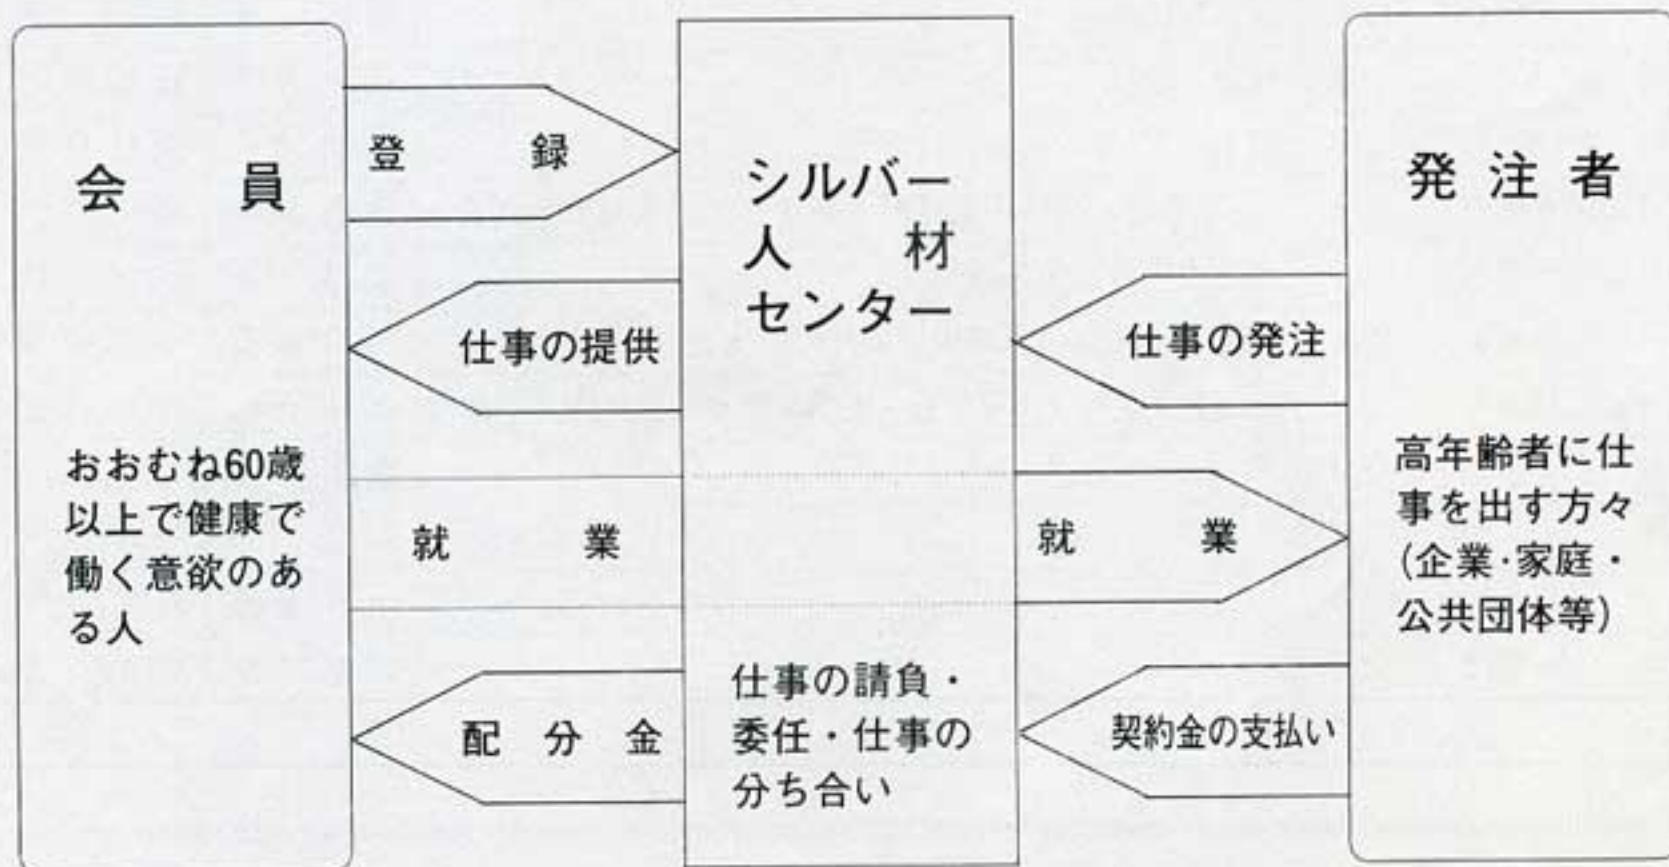 会員
おおむね60歳
以上で健康で
働く意欲のあ
る人
登録
仕事の提供
就業
配分金
シルバー
人材
センター
仕事の請負・
委任・仕事の
分ち合い
仕事の発注
就業
契約金の支払い
発注者
高年齢者に仕
事を出す方々
(企業・家庭・
公共団体等)